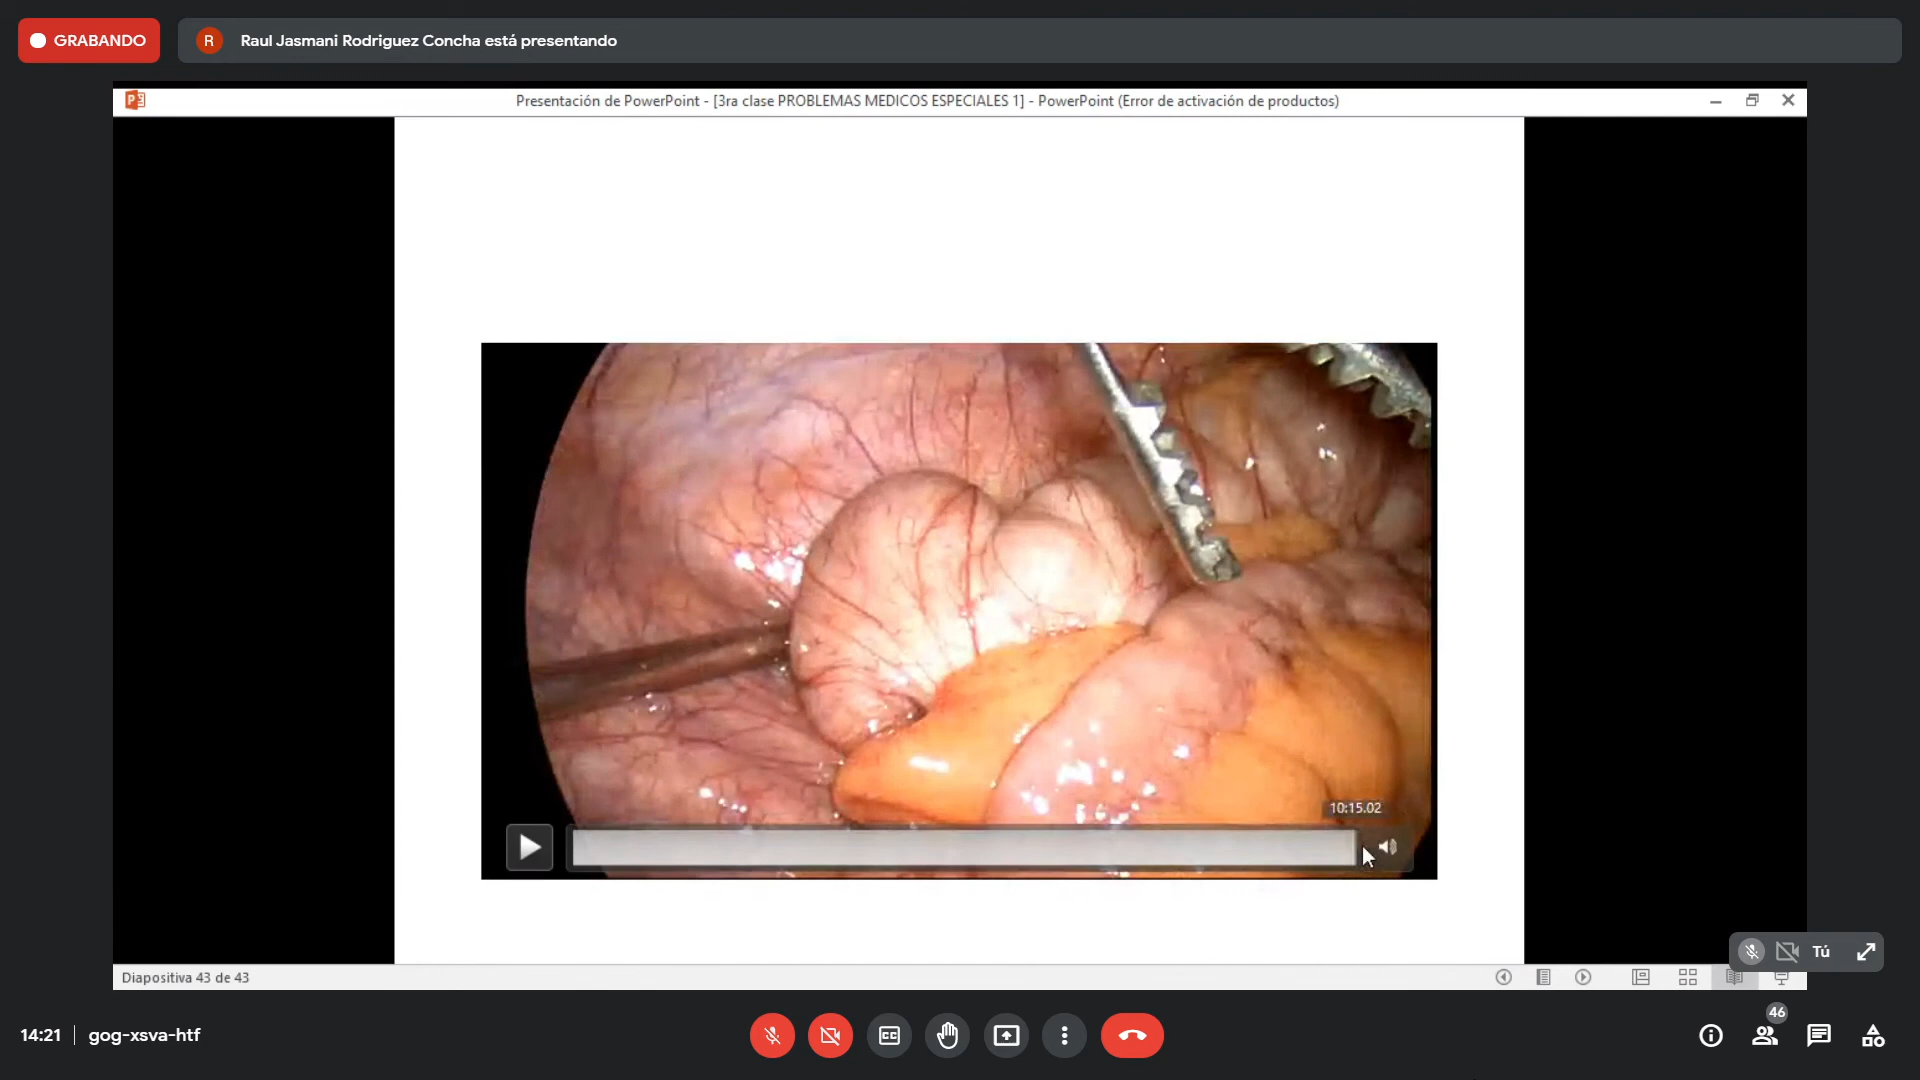 GRABANDO
R
Raul Jasmani Rodriguez Concha está presentando
Presentación de PowerPoint - [3ra clase PROBLEMAS MEDICOS ESPECIALES 1] - PowerPoint (Error de activación de productos)
10:15.02
Tú
Diapositiva 43 de 43
46
14:21
gog-xsva-htf
CC